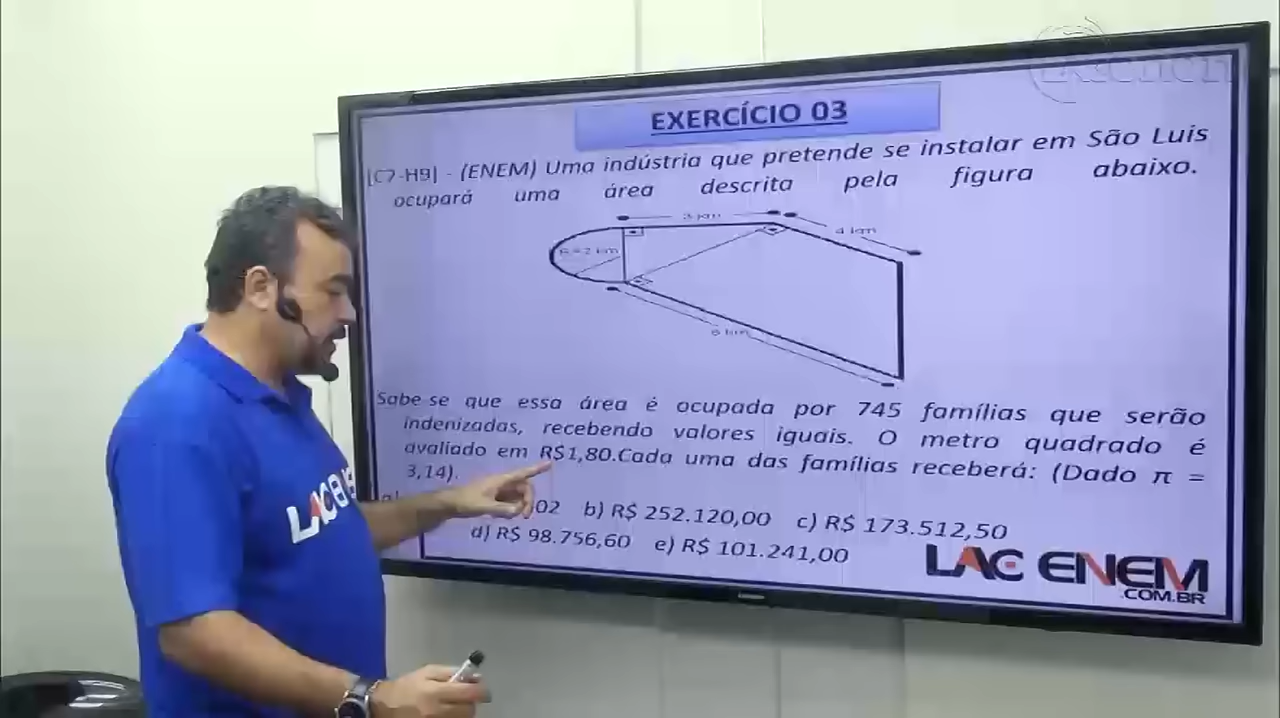 EXERCÍCIO 03
[C7-H9] - (ENEM) Uma indústria que pretende se instalar em São Luís
ocupará uma área descrita pela figura abaixo.
3 km
4 km
R = 2 km
6 km
Sabe-se que essa área é ocupada por 745 famílias que serão
indenizadas, recebendo valores iguais. O metro quadrado é
avaliado em R$1,80.Cada uma das famílias receberá: (Dado π =
3,14).
02 b) R$ 252.120,00 c) R$ 173.512,50
d) R$ 98.756,60 e) R$ 101.241,00
LAC ENEM
.COM.BR